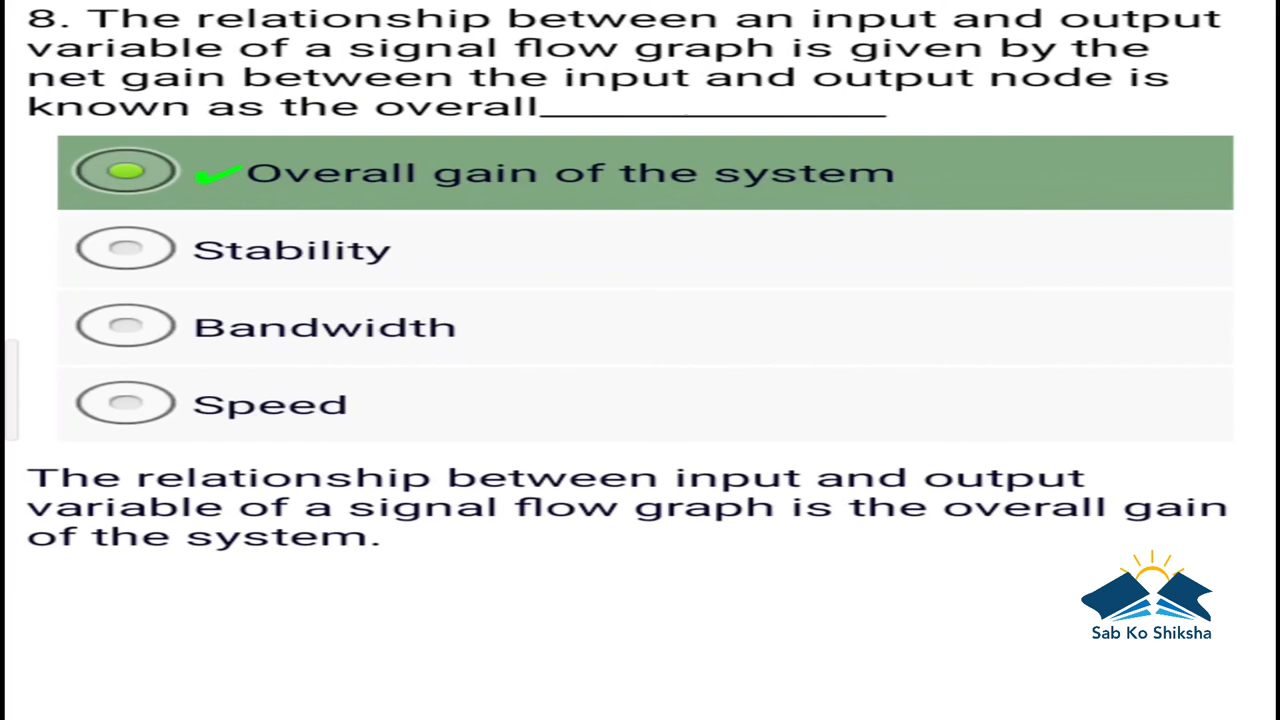 8. The relationship between an input and output
variable of a signal flow graph is given by the
net gain between the input and output node is
known as the overall_______________
✔Overall gain of the system
Stability
Bandwidth
Speed
The relationship between input and output
variable of a signal flow graph is the overall gain
of the system.
Sab Ko Shiksha